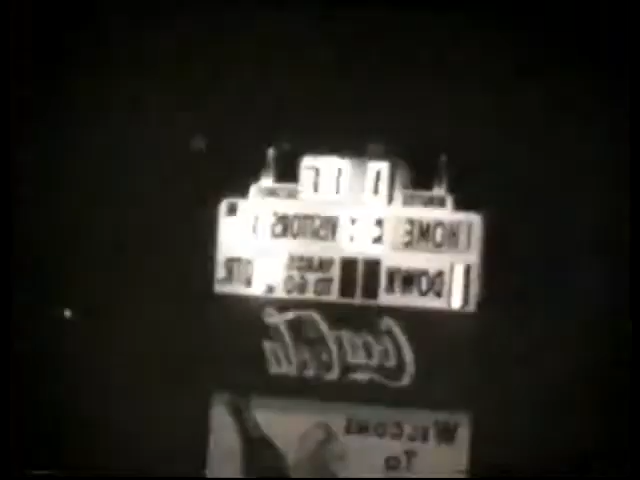 HOME VISITORS
DOWN YARDS TO GO QTR.
Coca-Cola
WELCOME
TO